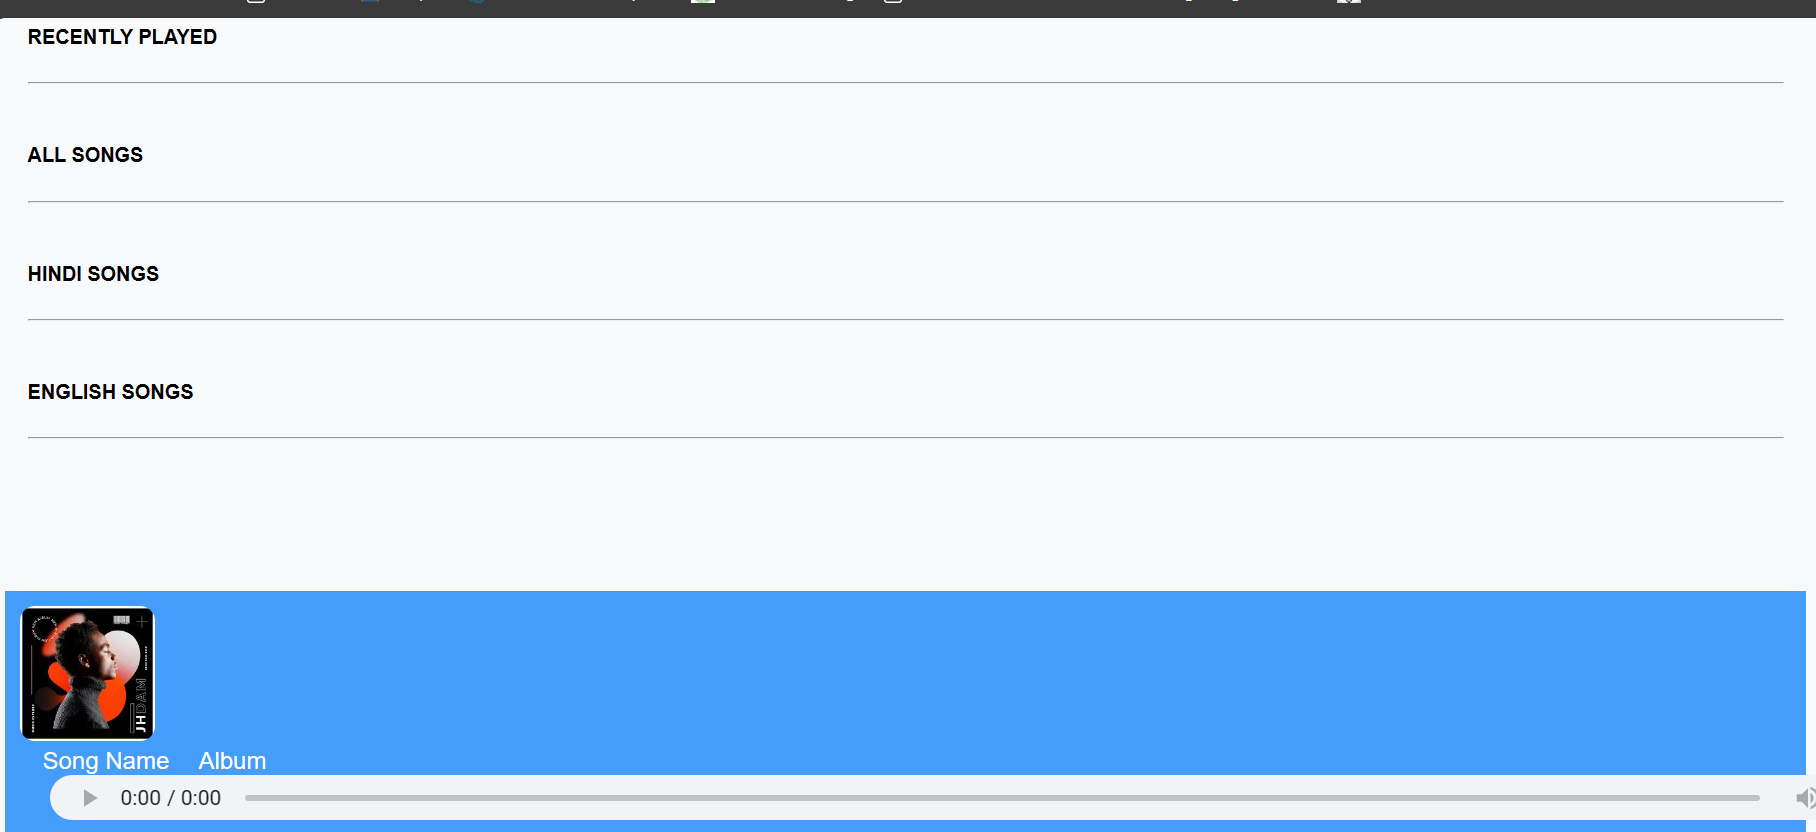 RECENTLY PLAYED
ALL SONGS
HINDI SONGS
ENGLISH SONGS
JHDAM
Song Name Album
0:00 / 0:00